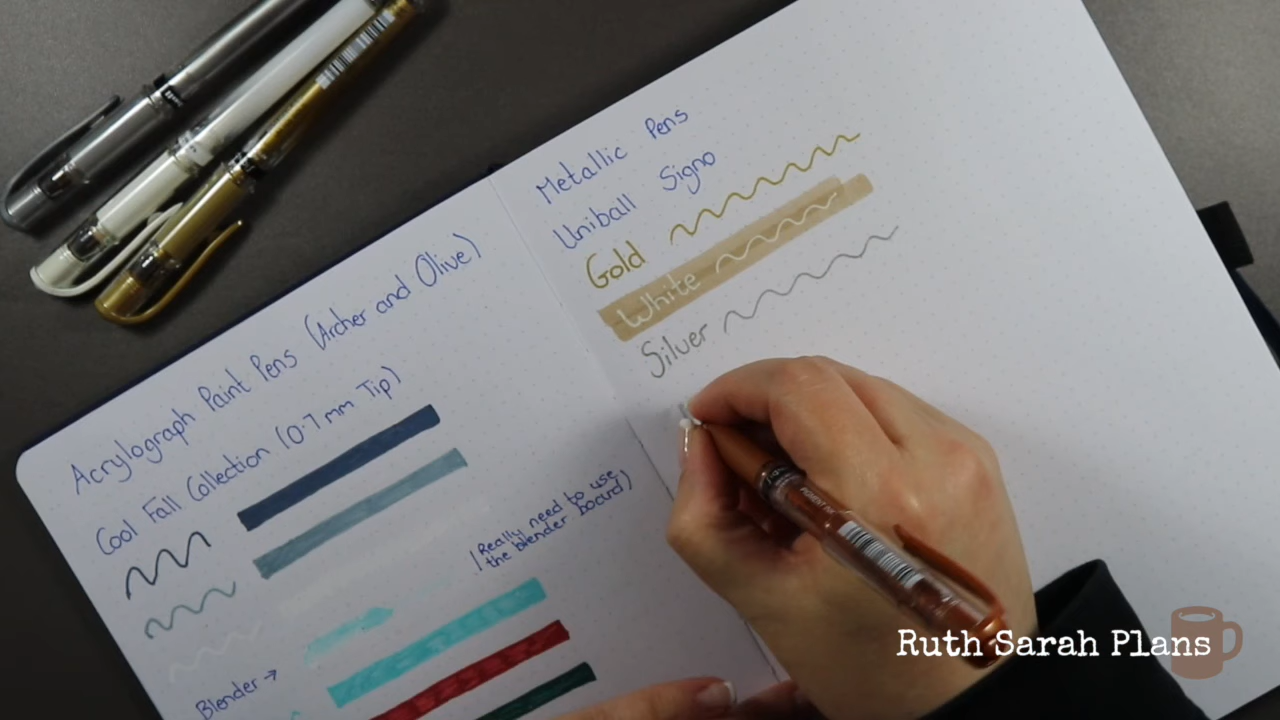 Acrylograph Paint Pens (Archer and Olive)
Cool Fall Collection (0.7mm Tip)
(Really need to use
the blender board)
Blender →
Metallic Pens
Uniball Signo
Gold
White
Silver
PIGMENT
Ruth Sarah Plans